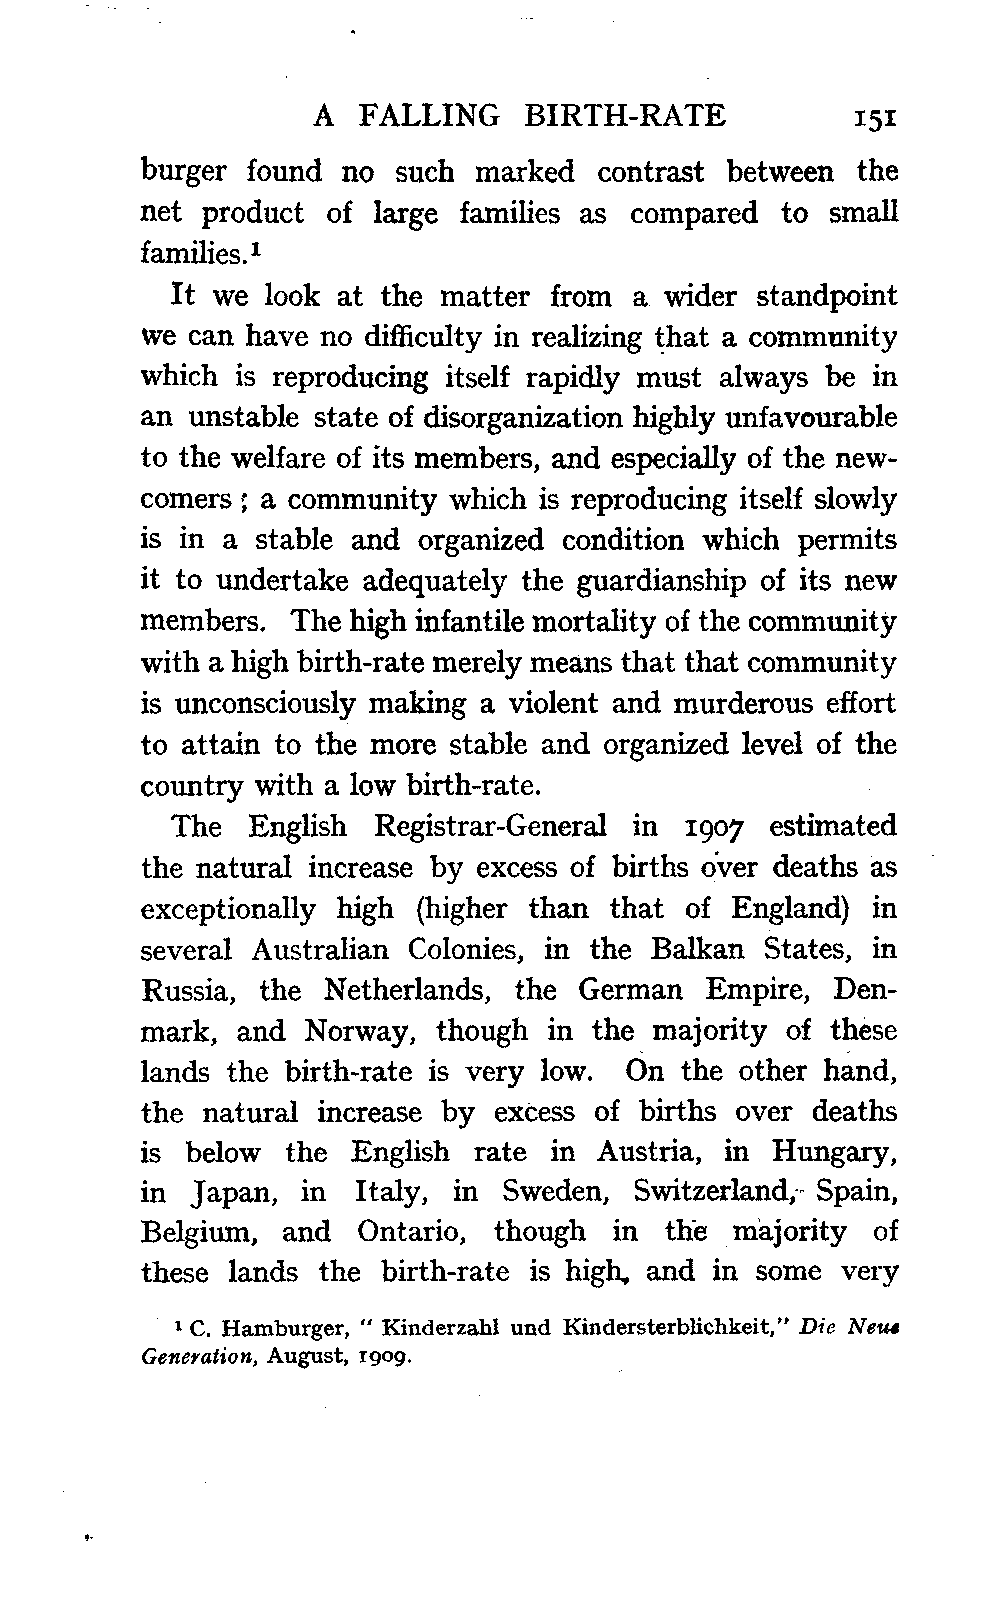 A FALLING BIRTH-RATE 151
burger found no such marked contrast between the
net product of large families as compared to small
families.¹
It we look at the matter from a wider standpoint
we can have no difficulty in realizing that a community
which is reproducing itself rapidly must always be in
an unstable state of disorganization highly unfavourable
to the welfare of its members, and especially of the new-
comers ; a community which is reproducing itself slowly
is in a stable and organized condition which permits
it to undertake adequately the guardianship of its new
members. The high infantile mortality of the community
with a high birth-rate merely means that that community
is unconsciously making a violent and murderous effort
to attain to the more stable and organized level of the
country with a low birth-rate.
The English Registrar-General in 1907 estimated
the natural increase by excess of births over deaths as
exceptionally high (higher than that of England) in
several Australian Colonies, in the Balkan States, in
Russia, the Netherlands, the German Empire, Den-
mark, and Norway, though in the majority of these
lands the birth-rate is very low. On the other hand,
the natural increase by excess of births over deaths
is below the English rate in Austria, in Hungary,
in Japan, in Italy, in Sweden, Switzerland, Spain,
Belgium, and Ontario, though in the majority of
these lands the birth-rate is high, and in some very
¹ C. Hamburger, " Kinderzahl und Kindersterblichkeit," Die Neue
Generation, August, 1909.